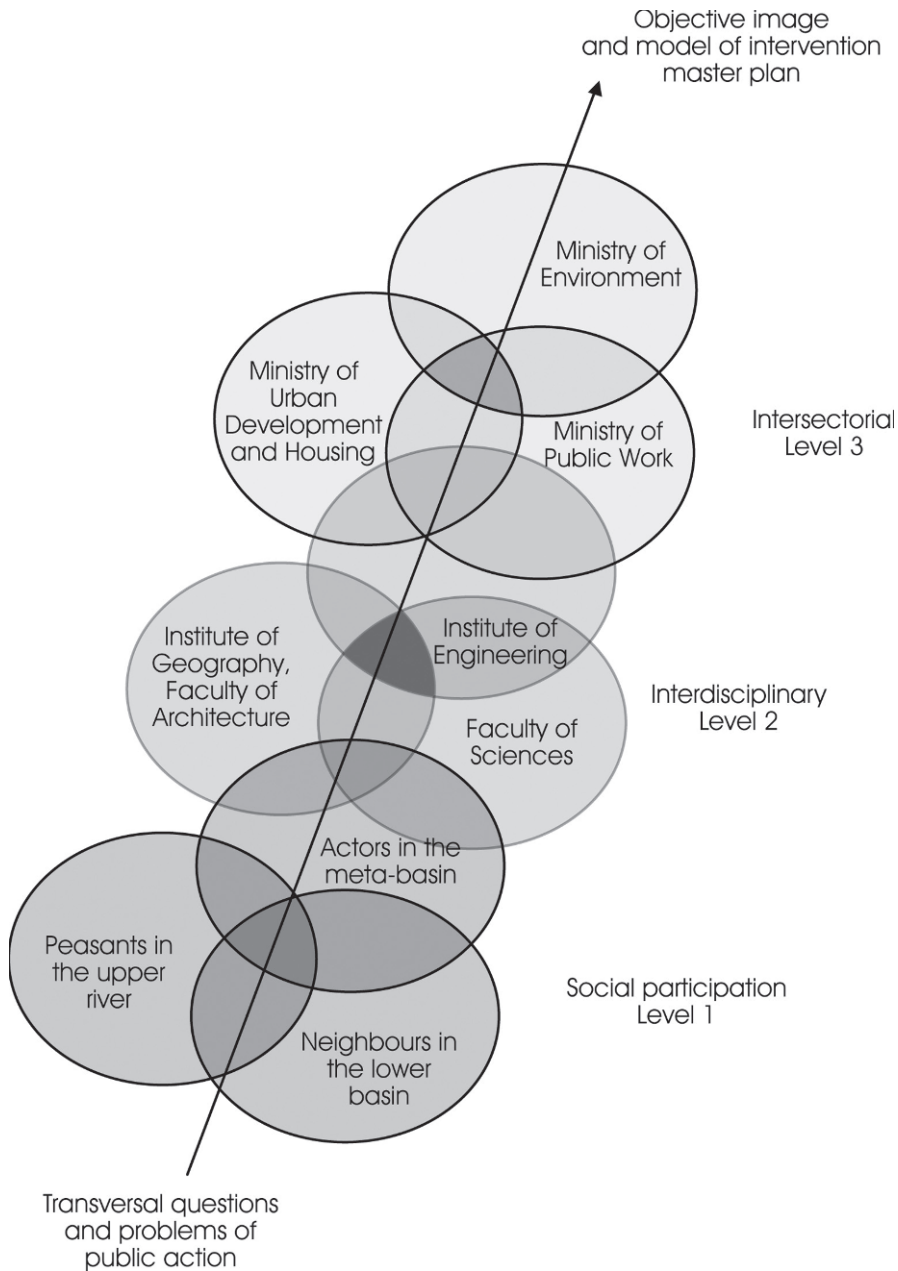 Objective image
and model of intervention
master plan
Ministry of
Environment
Ministry of
Urban
Development
and Housing
Ministry of
Public Work
Intersectorial
Level 3
Institute of
Geography,
Faculty of
Architecture
Institute of
Engineering
Interdisciplinary
Level 2
Faculty of
Sciences
Actors in the
meta-basin
Peasants in
the upper
river
Social participation
Level 1
Neighbours in
the lower
basin
Transversal questions
and problems of
public action